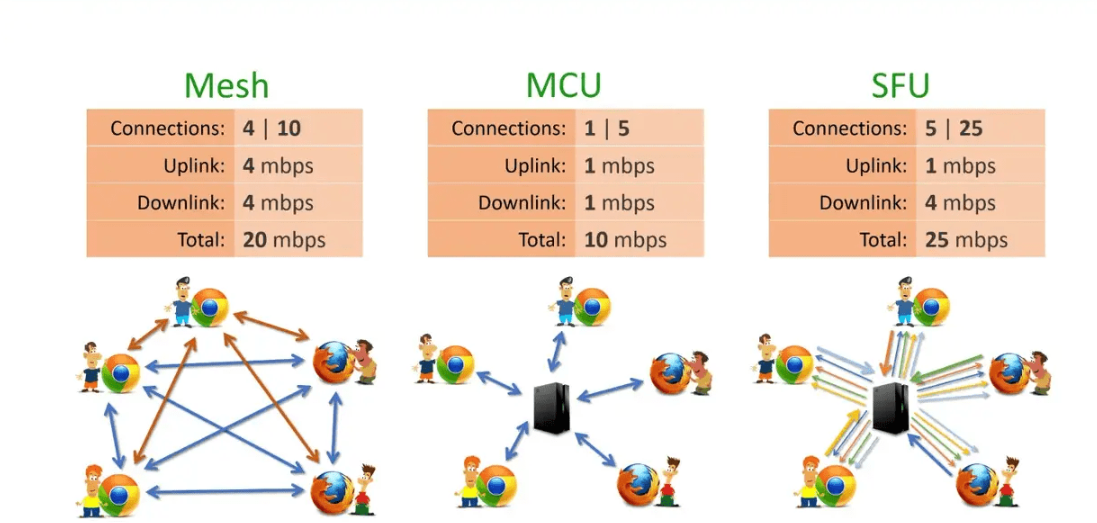 Mesh
Connections: 4 | 10
Uplink: 4 mbps
Downlink: 4 mbps
Total: 20 mbps
MCU
Connections: 1 | 5
Uplink: 1 mbps
Downlink: 1 mbps
Total: 10 mbps
SFU
Connections: 5 | 25
Uplink: 1 mbps
Downlink: 4 mbps
Total: 25 mbps